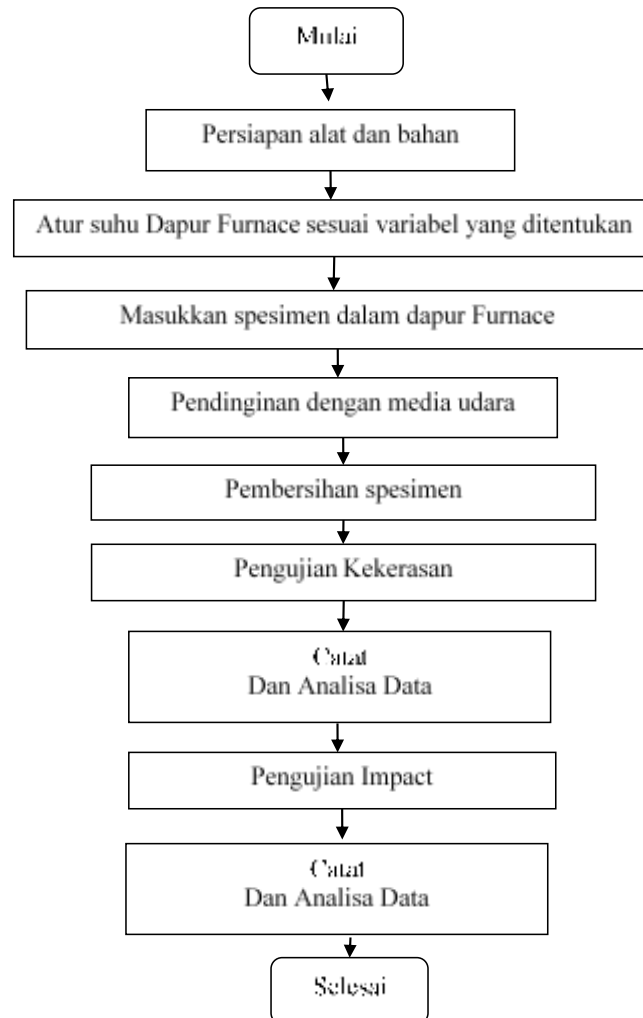 Mulai
Persiapan alat dan bahan
Atur suhu Dapur Furnace sesuai variabel yang ditentukan
Masukkan spesimen dalam dapur Furnace
Pendinginan dengan media udara
Pembersihan spesimen
Pengujian Kekerasan
Catat
Dan Analisa Data
Pengujian Impact
Catat
Dan Analisa Data
Selesai